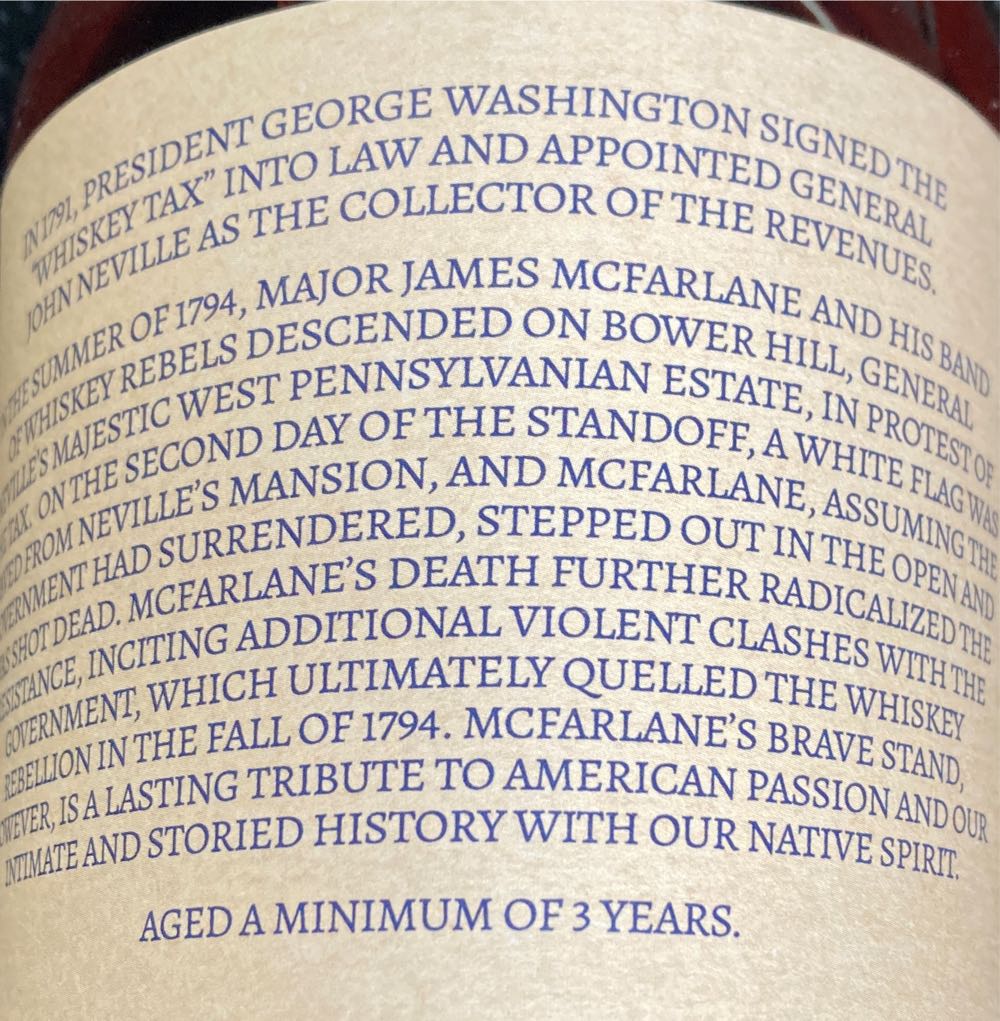 IN 1791, PRESIDENT GEORGE WASHINGTON SIGNED THE
"WHISKEY TAX" INTO LAW AND APPOINTED GENERAL
JOHN NEVILLE AS THE COLLECTOR OF THE REVENUES.
THE SUMMER OF 1794, MAJOR JAMES MCFARLANE AND HIS BAND
OF WHISKEY REBELS DESCENDED ON BOWER HILL, GENERAL
MAJESTIC WEST PENNSYLVANIAN ESTATE, IN PROTEST OF
TAX. ON THE SECOND DAY OF THE STANDOFF, A WHITE FLAG WAS
FROM NEVILLE'S MANSION, AND MCFARLANE, ASSUMING THE
HAD SURRENDERED, STEPPED OUT IN THE OPEN AND
SHOT DEAD. MCFARLANE'S DEATH FURTHER RADICALIZED THE
INCITING ADDITIONAL VIOLENT CLASHES WITH THE
GOVERNMENT, WHICH ULTIMATELY QUELLED THE WHISKEY
REBELLION IN THE FALL OF 1794. MCFARLANE'S BRAVE STAND,
IS A LASTING TRIBUTE TO AMERICAN PASSION AND OUR
INTIMATE AND STORIED HISTORY WITH OUR NATIVE SPIRIT.
AGED A MINIMUM OF 3 YEARS.